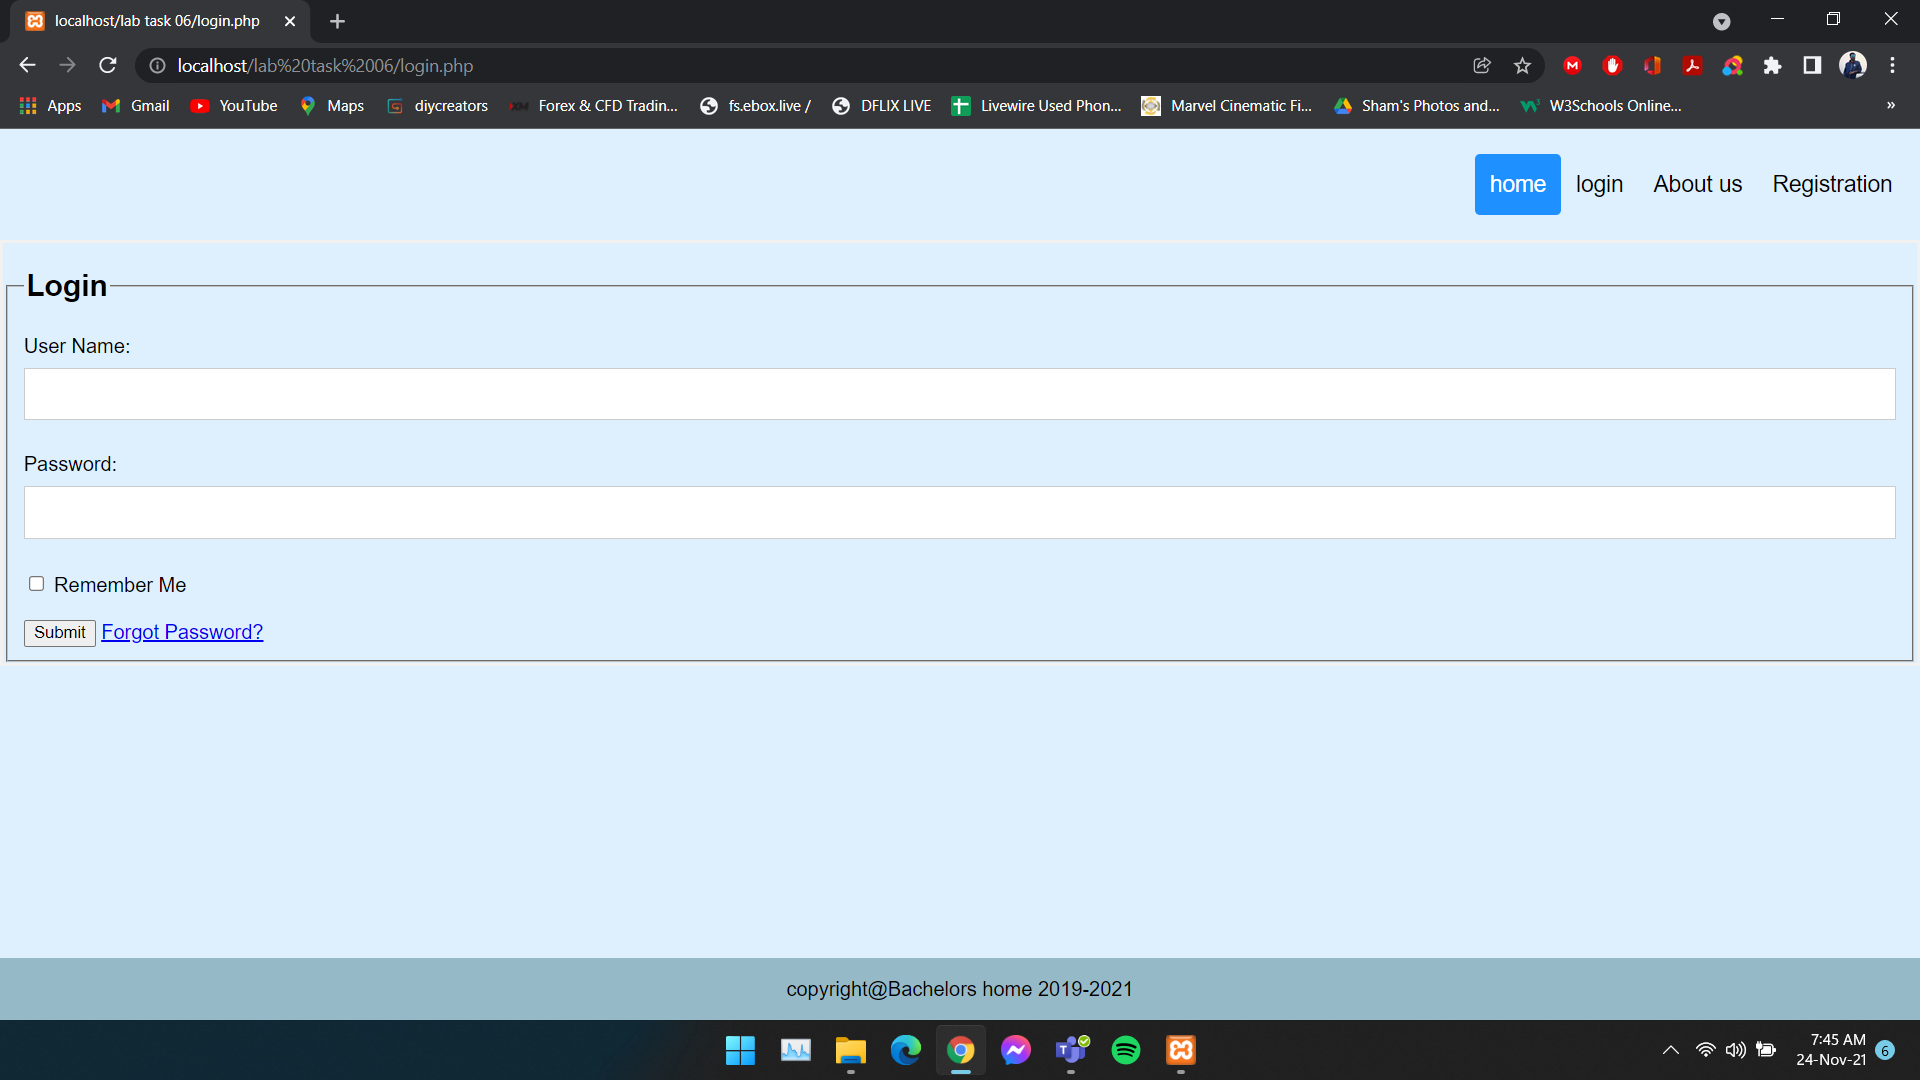 localhost/lab task 06/login.php
localhost/lab%20task%2006/login.php
Apps Gmail YouTube Maps diycreators Forex & CFD Tradin... fs.ebox.live / DFLIX LIVE Livewire Used Phon... Marvel Cinematic Fi... Sham's Photos and... W3Schools Online... »
home login About us Registration
Login
User Name:
Password:
Remember Me
Submit Forgot Password?
copyright@Bachelors home 2019-2021
7:45 AM
24-Nov-21 6